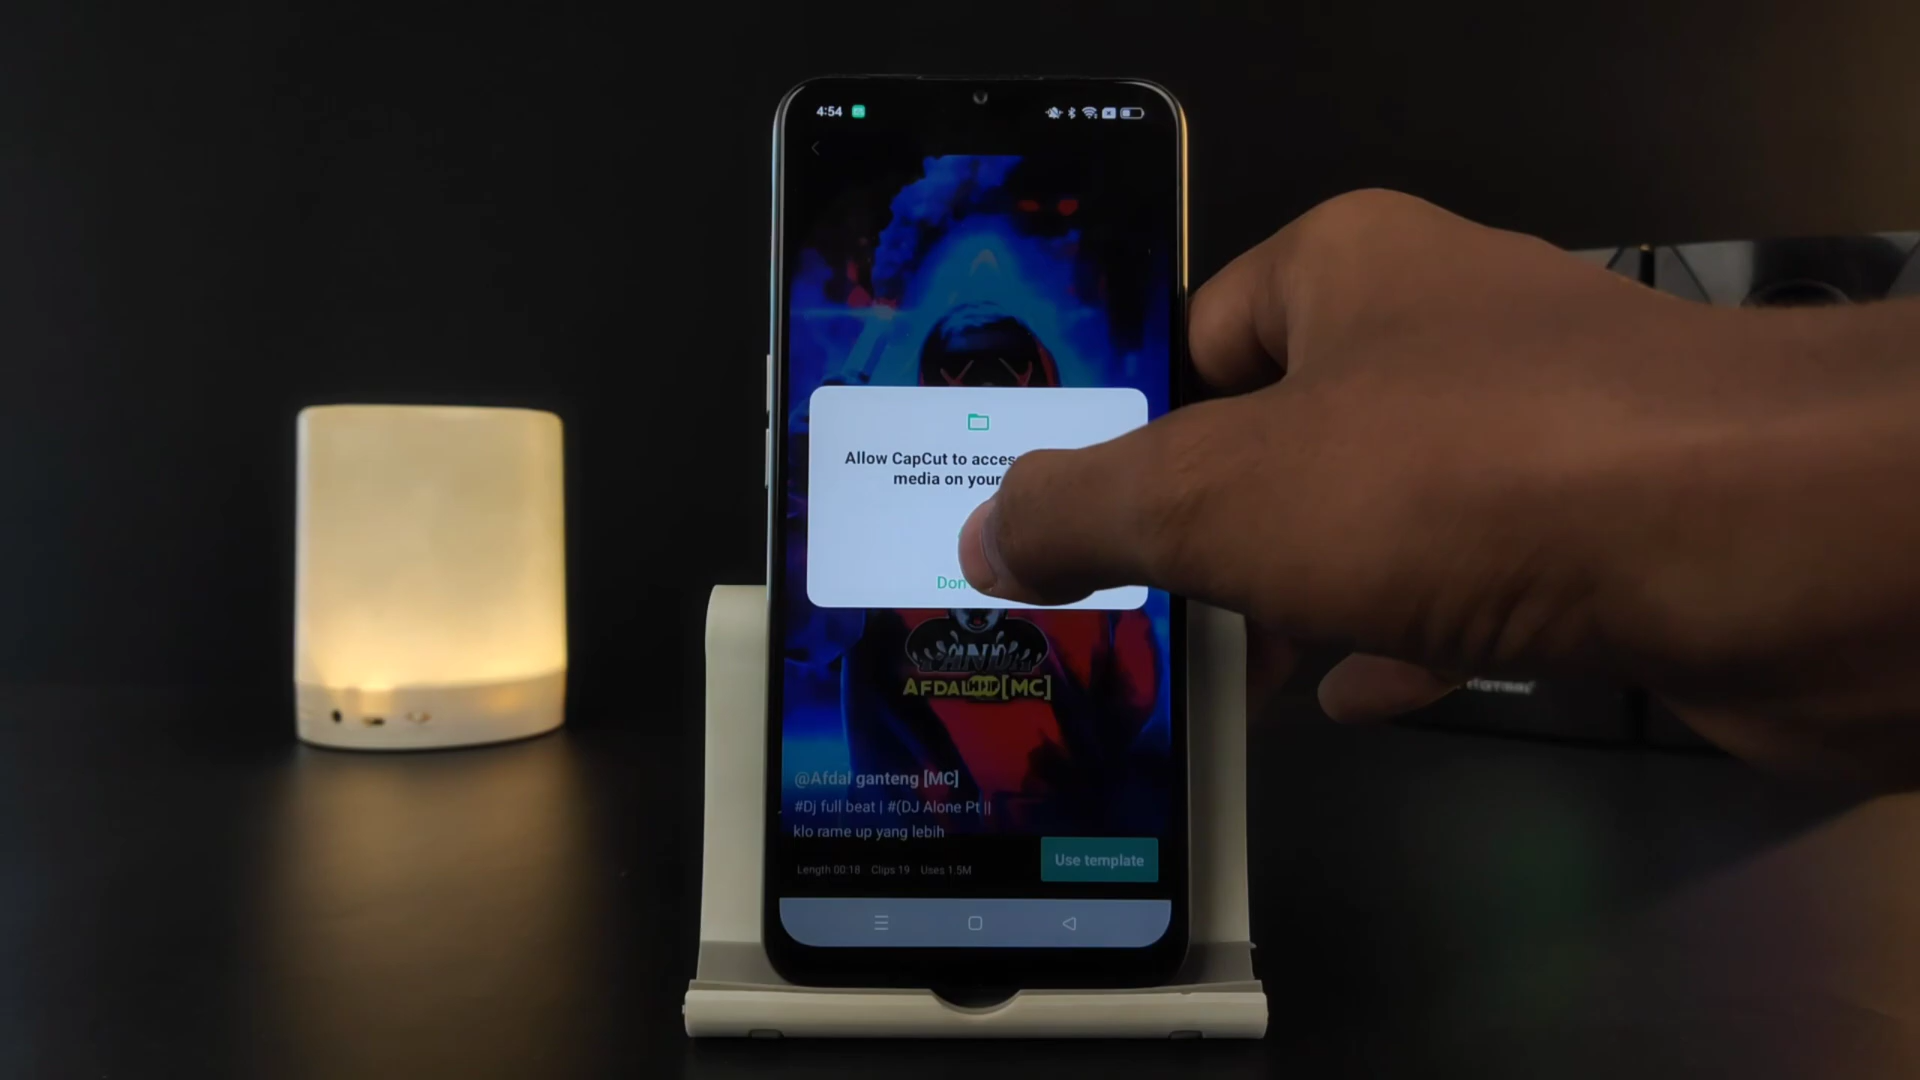 4:54
Allow CapCut to acces
media on your
Don
AFDAL [MC]
@Afdal ganteng [MC]
#Dj full beat | #(DJ Alone Pt ||
klo rame up yang lebih
Length 00:18 Clips 19 Uses 1.5M
Use template